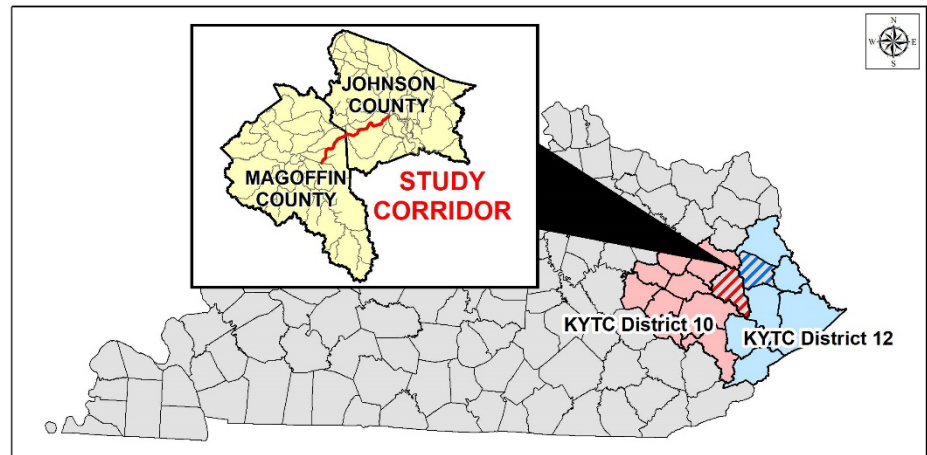 N
W E
S
JOHNSON
COUNTY
MAGOFFIN
COUNTY
STUDY
CORRIDOR
KYTC District 10
KYTC District 12